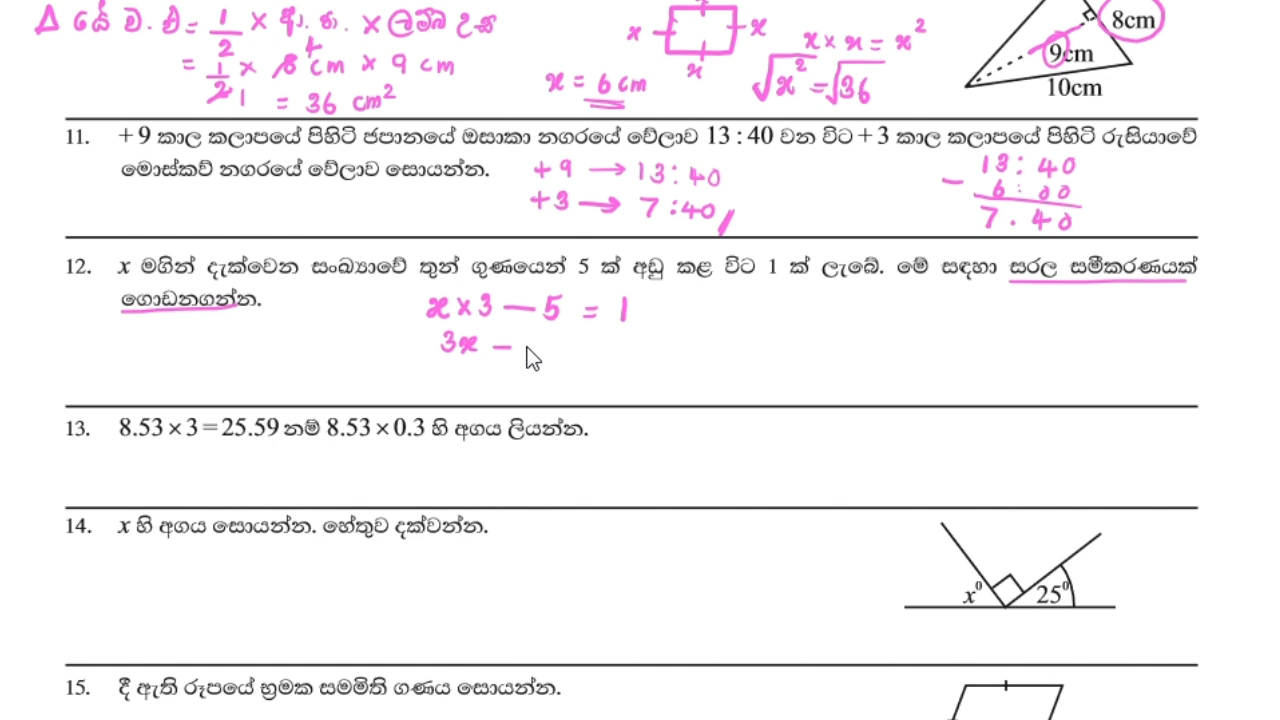 Δ යේ ව. ඵ = 1/2 × ආ. ප. × ලම්බ උස
= 1/2 × 8 cm × 9 cm
4
1 = 36 cm²
x
x
x
x × x = x²
√x² = √36
x = 6 cm
8cm
9cm
10cm
11. +9 කාල කලාපයේ පිහිටි ජපානයේ ඔසාකා නගරයේ වේලාව 13 : 40 වන විට +3 කාල කලාපයේ පිහිටි රුසියාවේ
මොස්කව් නගරයේ වේලාව සොයන්න.
+9 → 13:40
+3 → 7:40
13:40
− 6:00
7.40
12. x මගින් දැක්වෙන සංඛ්‍යාවේ තුන් ගුණයෙන් 5 ක් අඩු කළ විට 1 ක් ලැබේ. මේ සඳහා සරල සමීකරණයක්
ගොඩනගන්න.
x × 3 − 5 = 1
3x −
13. 8.53 × 3 = 25.59 නම් 8.53 × 0.3 හි අගය ලියන්න.
14. x හි අගය සොයන්න. හේතුව දක්වන්න.
x⁰
25⁰
15. දී ඇති රූපයේ භ්‍රමක සමමිති ගණය සොයන්න.